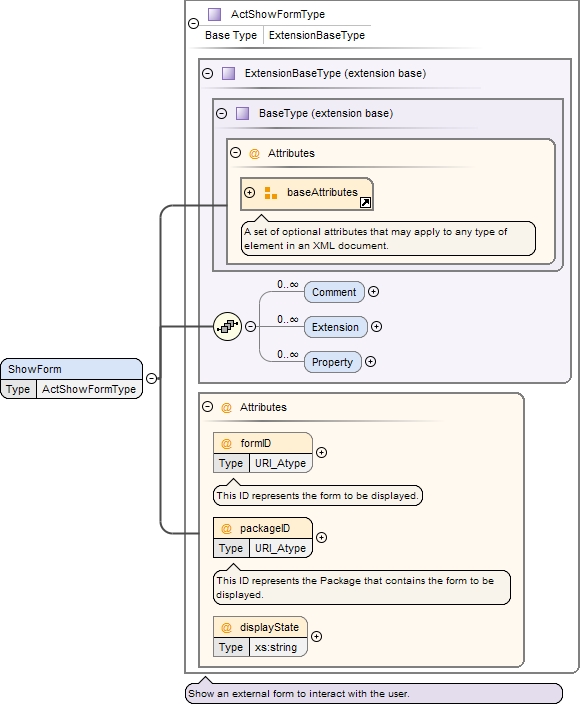 ActShowFormType
Base Type ExtensionBaseType
ExtensionBaseType (extension base)
BaseType (extension base)
@ Attributes
baseAttributes
A set of optional attributes that may apply to any type of
element in an XML document.
0..∞
Comment
0..∞
Extension
0..∞
Property
ShowForm
Type ActShowFormType
@ Attributes
@ formID
Type URI_Atype
This ID represents the form to be displayed.
@ packageID
Type URI_Atype
This ID represents the Package that contains the form to be
displayed.
@ displayState
Type xs:string
Show an external form to interact with the user.